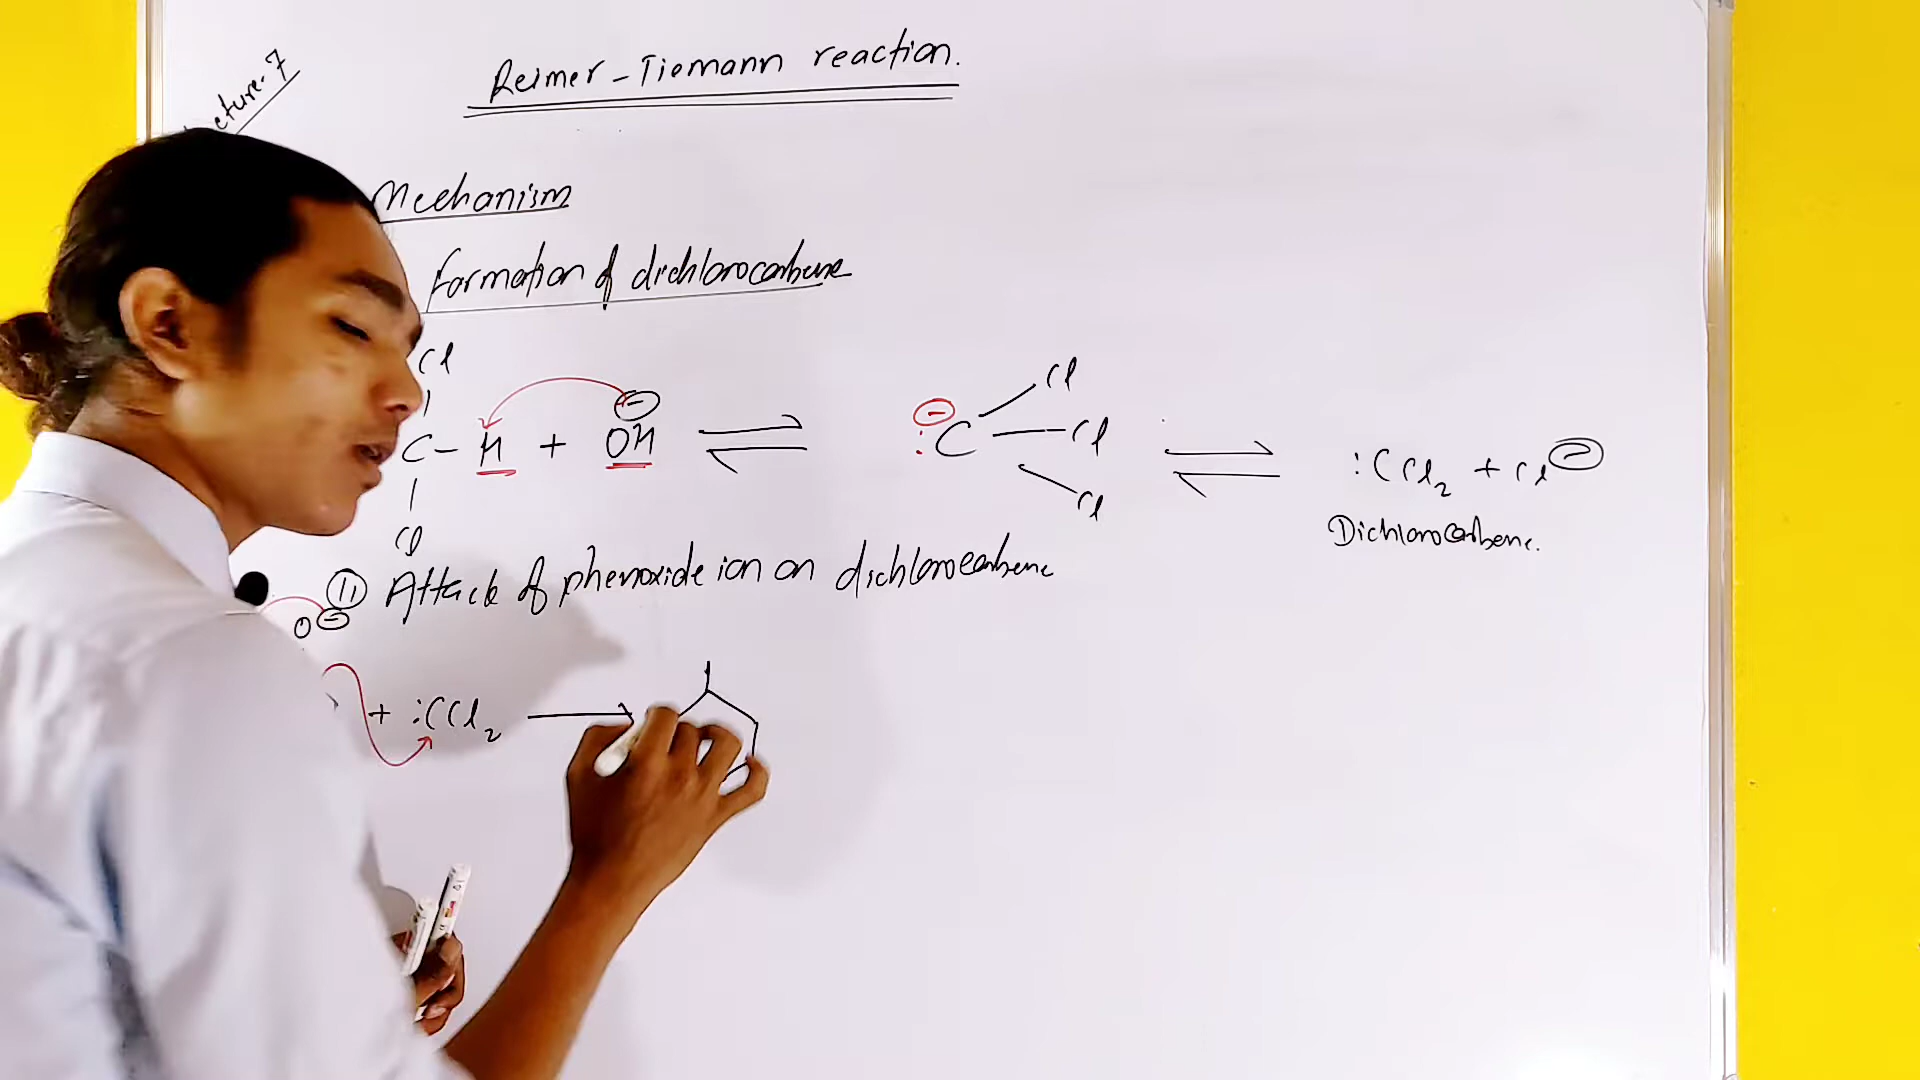 cture-7
Reimer-Tiemann reaction.
Mechanism
Formation of dichlorocarbene
Cl
C - H + OH ⊖ ⇌ ⊖ :C Cl Cl Cl ⇌ :CCl2 + Cl ⊖
Cl
Dichlorocarbene.
(ii) Attack of phenoxide ion on dichlorocarbene
O ⊖
+ :CCl2 →